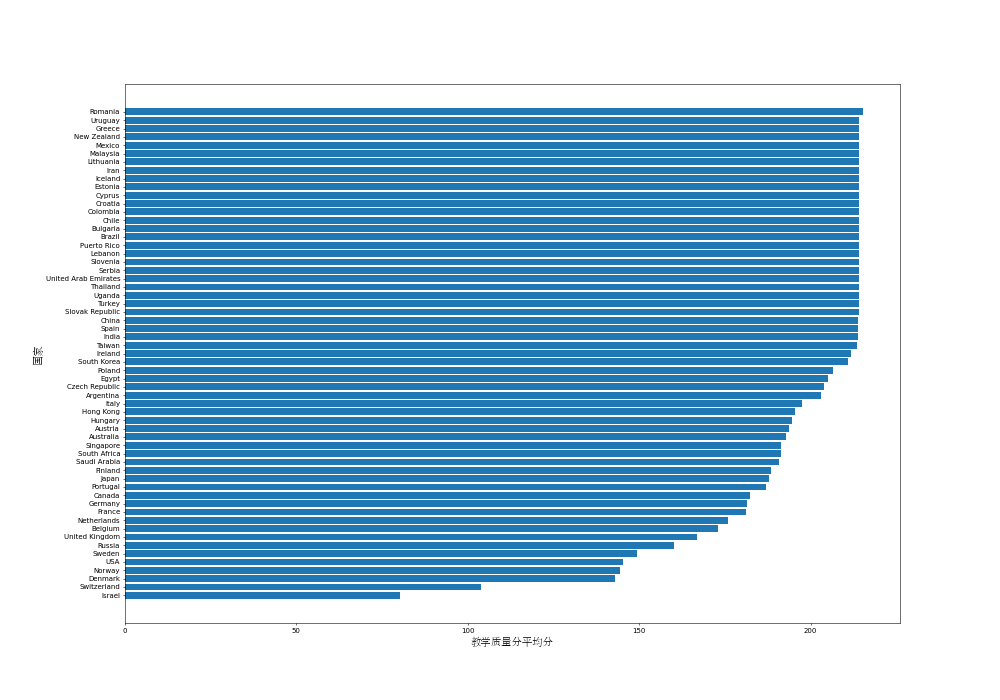 Romania
Uruguay
Greece
New Zealand
Mexico
Malaysia
Lithuania
Iran
Iceland
Estonia
Cyprus
Croatia
Colombia
Chile
Bulgaria
Brazil
Puerto Rico
Lebanon
Slovenia
Serbia
United Arab Emirates
Thailand
Uganda
Turkey
Slovak Republic
China
Spain
India
Taiwan
Ireland
South Korea
Poland
Egypt
Czech Republic
Argentina
Italy
Hong Kong
Hungary
Austria
Australia
Singapore
South Africa
Saudi Arabia
Finland
Japan
Portugal
Canada
Germany
France
Netherlands
Belgium
United Kingdom
Russia
Sweden
USA
Norway
Denmark
Switzerland
Israel
国家
0 50 100 150 200
教学质量分平均分